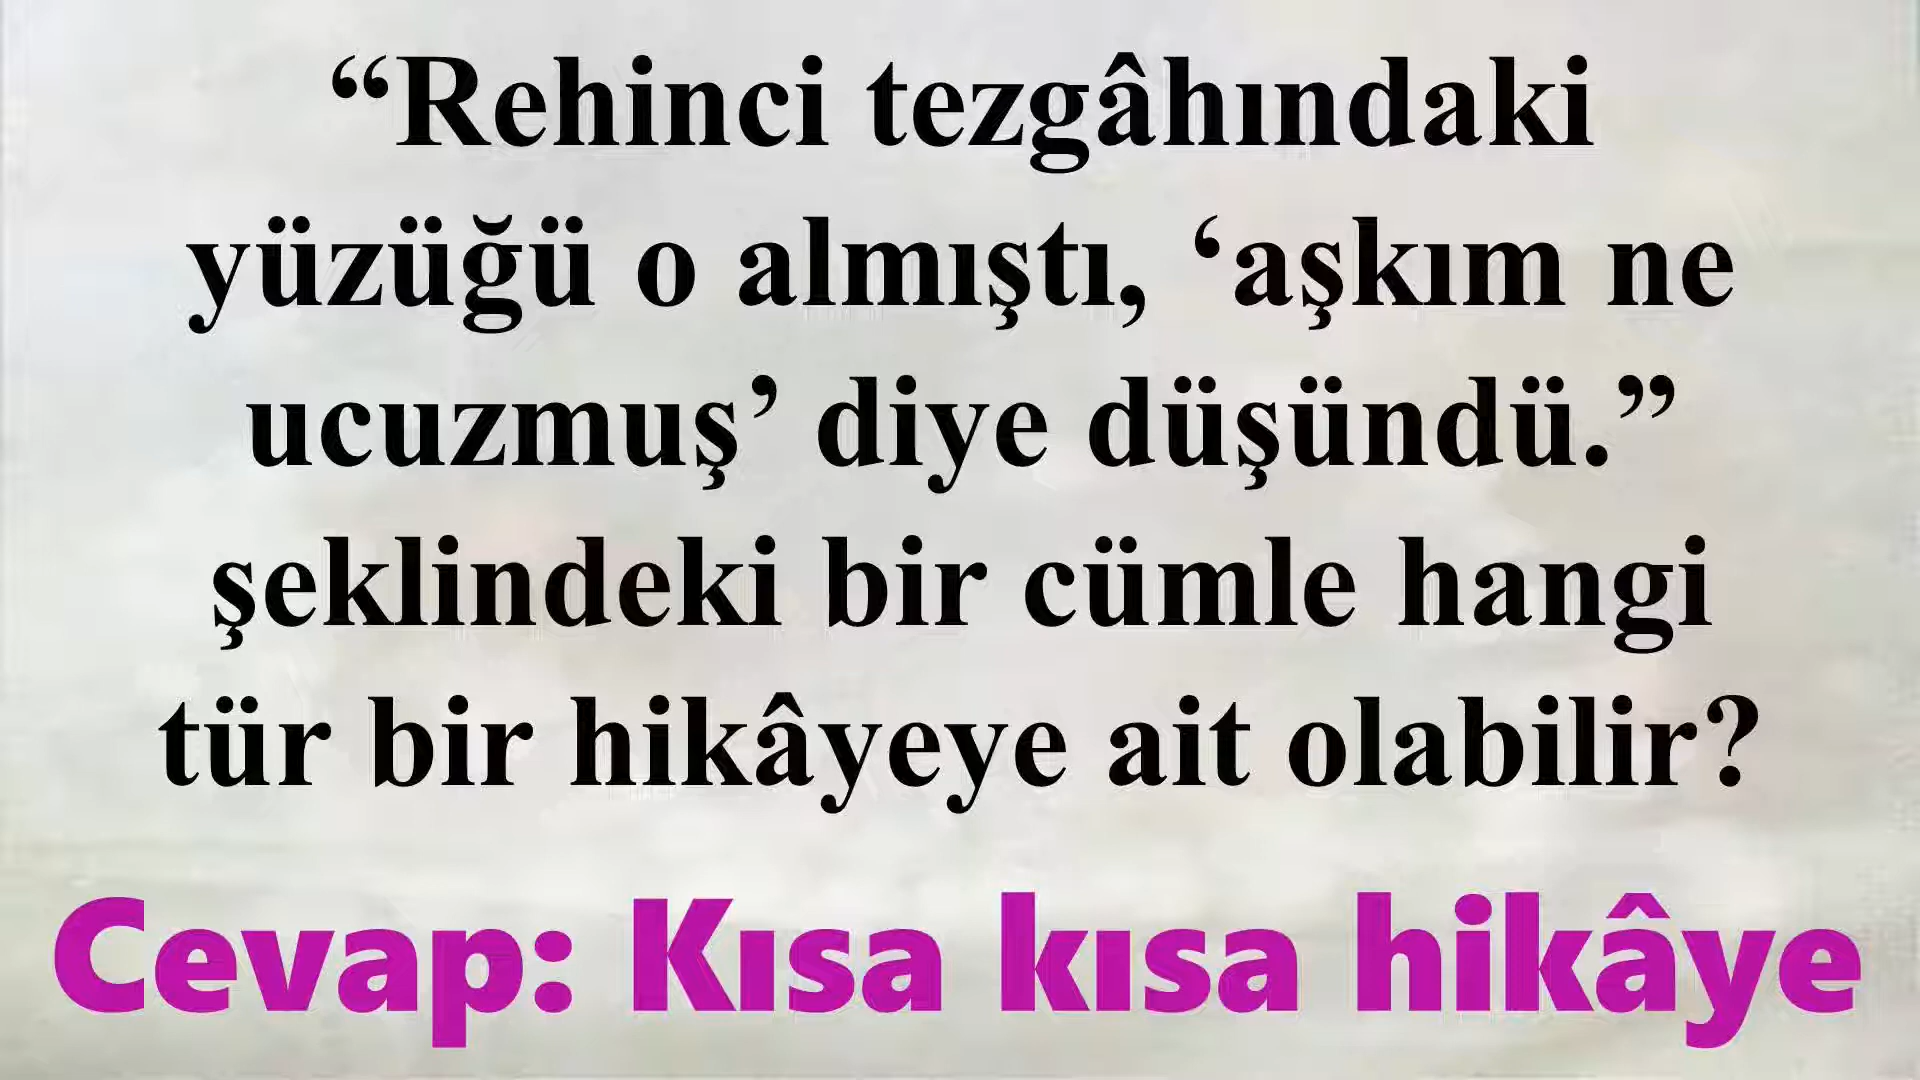 “Rehinci tezgâhındaki
yüzüğü o almıştı, ‘aşkım ne
ucuzmuş’ diye düşündü.”
şeklindeki bir cümle hangi
tür bir hikâyeye ait olabilir?
Cevap: Kısa kısa hikâye